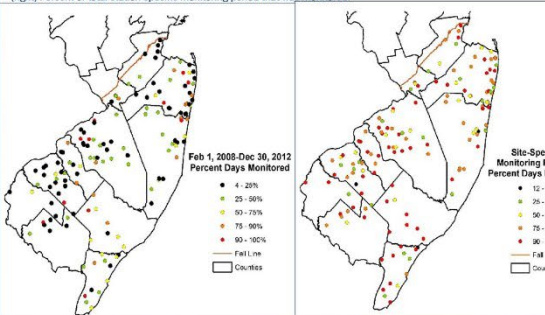 Feb 1, 2008-Dec 30, 2012
Percent Days Monitored
4 - 25%
25 - 50%
50 - 75%
75 - 90%
90 - 100%
Fall Line
Counties
Site-Spe
Monitoring
Percent Days
12 -
25 -
50 -
75 -
90
Fall
Cou